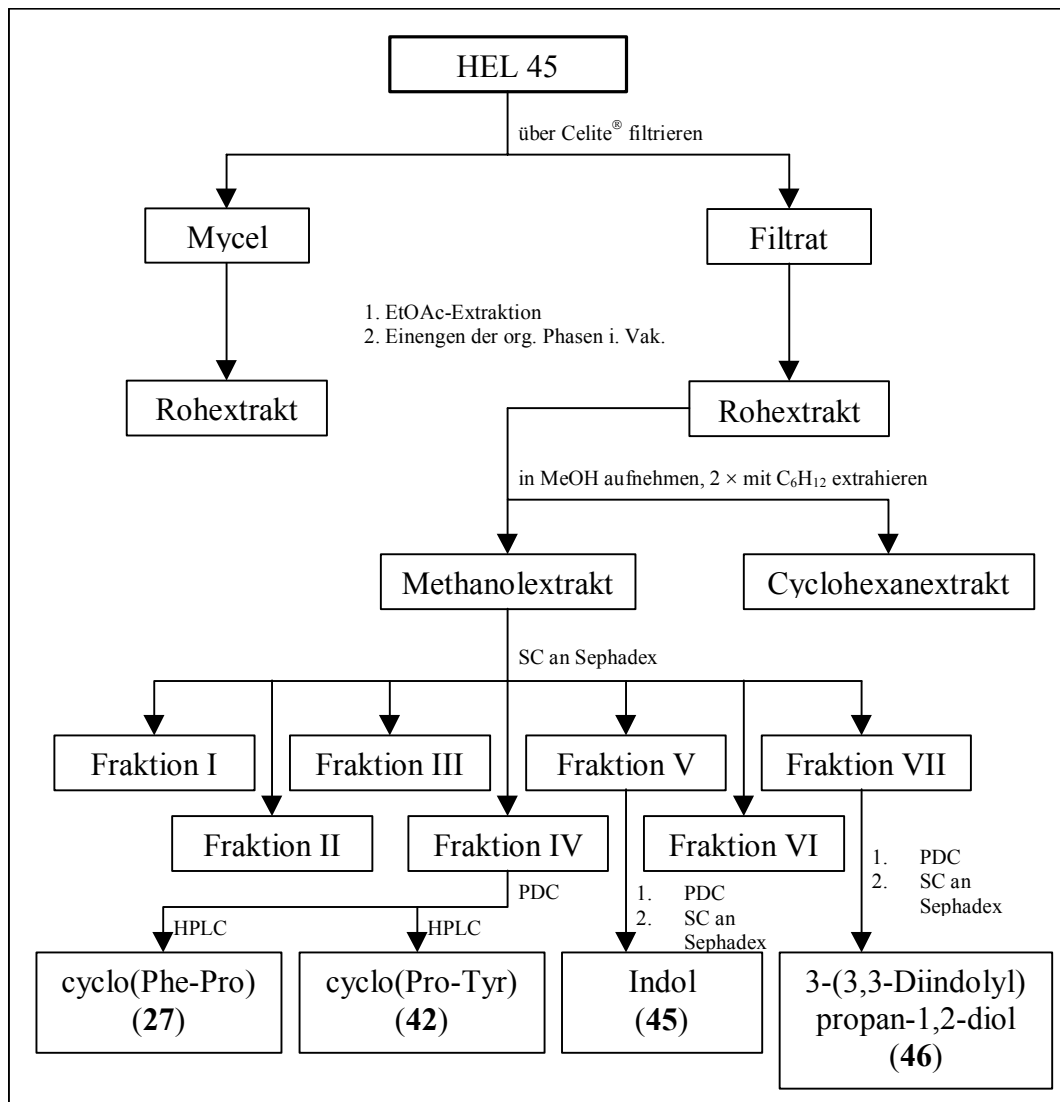 HEL 45
über Celite® filtrieren
Mycel
Filtrat
1. EtOAc-Extraktion
2. Einengen der org. Phasen i. Vak.
Rohextrakt
Rohextrakt
in MeOH aufnehmen, 2 × mit C₆H₁₂ extrahieren
Methanolextrakt
Cyclohexanextrakt
SC an Sephadex
Fraktion I
Fraktion III
Fraktion V
Fraktion VII
Fraktion II
Fraktion IV
Fraktion VI
PDC
1. PDC
2. SC an
Sephadex
1. PDC
2. SC an
Sephadex
HPLC
HPLC
cyclo(Phe-Pro)
(27)
cyclo(Pro-Tyr)
(42)
Indol
(45)
3-(3,3-Diindolyl)
propan-1,2-diol
(46)